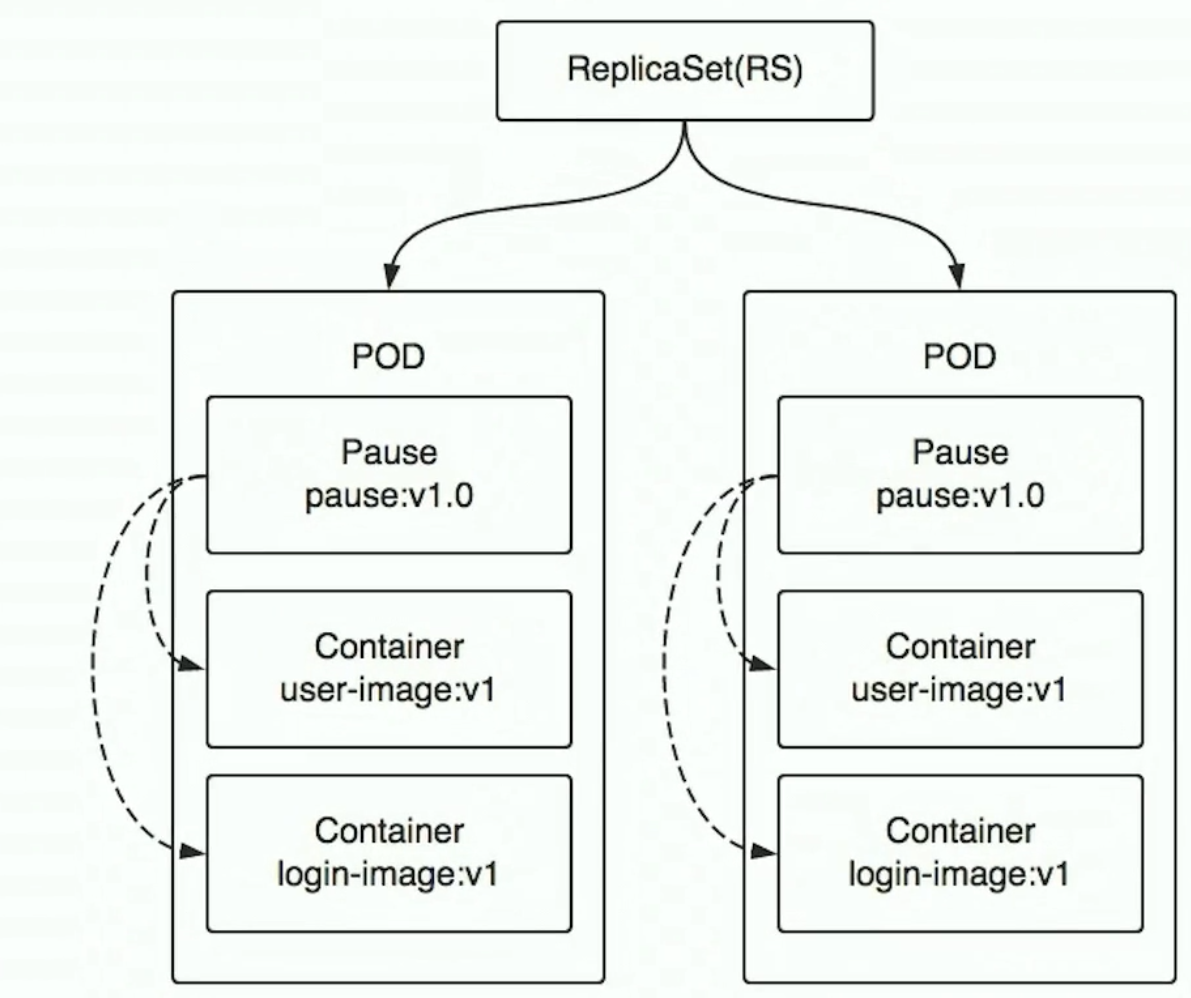 ReplicaSet(RS)
POD
Pause
pause:v1.0
Container
user-image:v1
Container
login-image:v1
POD
Pause
pause:v1.0
Container
user-image:v1
Container
login-image:v1